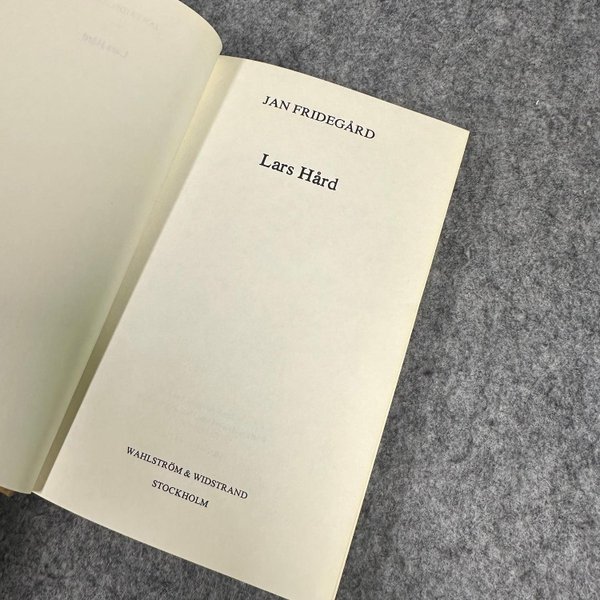 JAN FRIDEGÅRD
Lars Hård
WAHLSTRÖM & WIDSTRAND
STOCKHOLM